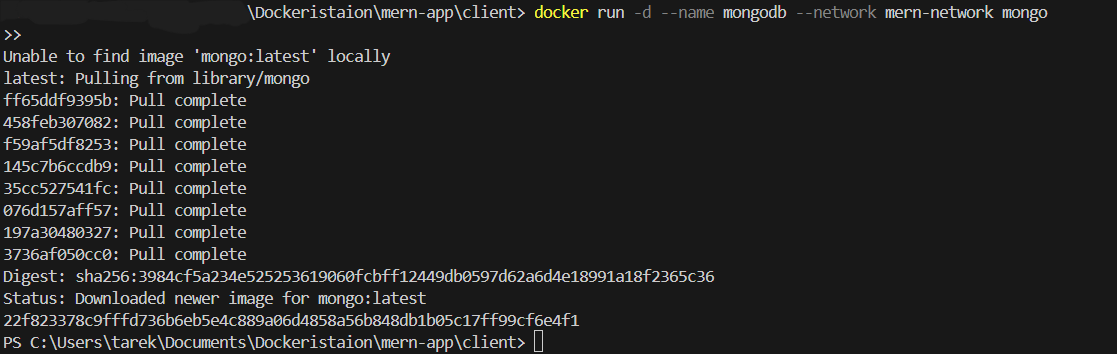 \Dockeristaion\mern-app\client> docker run -d --name mongodb --network mern-network mongo
>>
Unable to find image 'mongo:latest' locally
latest: Pulling from library/mongo
ff65ddf9395b: Pull complete
458feb307082: Pull complete
f59af5df8253: Pull complete
145c7b6ccdb9: Pull complete
35cc527541fc: Pull complete
076d157aff57: Pull complete
197a30480327: Pull complete
3736af050cc0: Pull complete
Digest: sha256:3984cf5a234e525253619060fcbff12449db0597d62a6d4e18991a18f2365c36
Status: Downloaded newer image for mongo:latest
22f823378c9fffd736b6eb5e4c889a06d4858a56b848db1b05c17ff99cf6e4f1
PS C:\Users\tarek\Documents\Dockeristaion\mern-app\client>